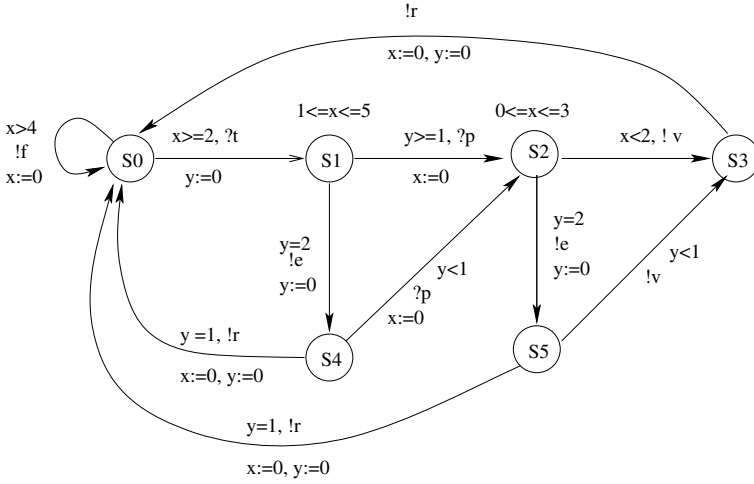 !r
x:=0, y:=0
x>4
!f
x:=0
S0
x>=2, ?t
y:=0
1<=x<=5
S1
y>=1, ?p
x:=0
0<=x<=3
S2
x<2, ! v
S3
y=2
!e
y:=0
y<1
?p
x:=0
y=2
!e
y:=0
y<1
!v
y =1, !r
x:=0, y:=0
S4
S5
y=1, !r
x:=0, y:=0